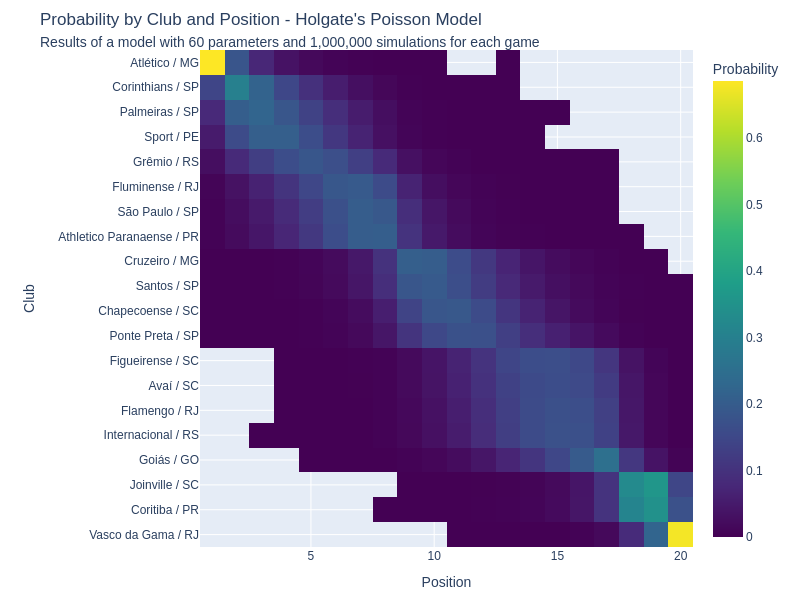 Probability by Club and Position - Holgate's Poisson Model
Results of a model with 60 parameters and 1,000,000 simulations for each game
Atlético / MG
Corinthians / SP
Palmeiras / SP
Sport / PE
Grêmio / RS
Fluminense / RJ
São Paulo / SP
Athletico Paranaense / PR
Cruzeiro / MG
Santos / SP
Chapecoense / SC
Ponte Preta / SP
Figueirense / SC
Avaí / SC
Flamengo / RJ
Internacional / RS
Goiás / GO
Joinville / SC
Coritiba / PR
Vasco da Gama / RJ
Club
5
10
15
20
Position
Probability
0.6
0.5
0.4
0.3
0.2
0.1
0